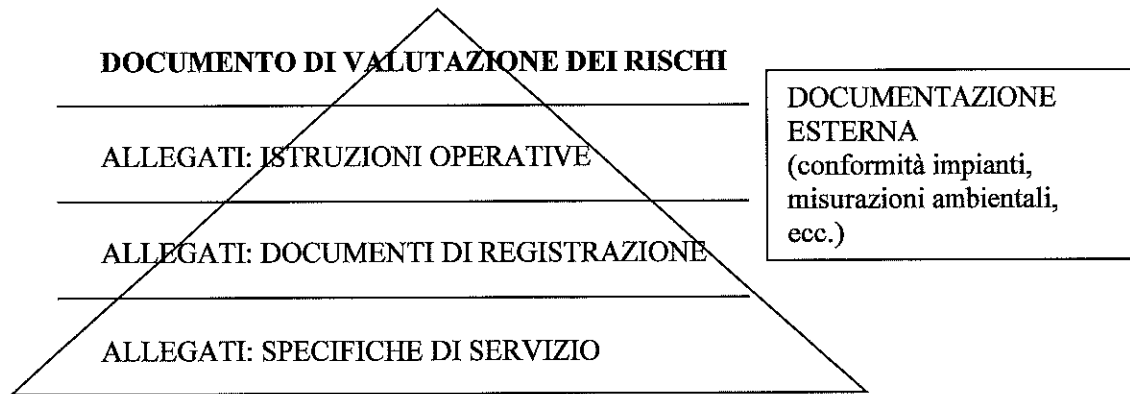 DOCUMENTO DI VALUTAZIONE DEI RISCHI
ALLEGATI: ISTRUZIONI OPERATIVE
ALLEGATI: DOCUMENTI DI REGISTRAZIONE
ALLEGATI: SPECIFICHE DI SERVIZIO
DOCUMENTAZIONE
ESTERNA
(conformità impianti,
misurazioni ambientali,
ecc.)